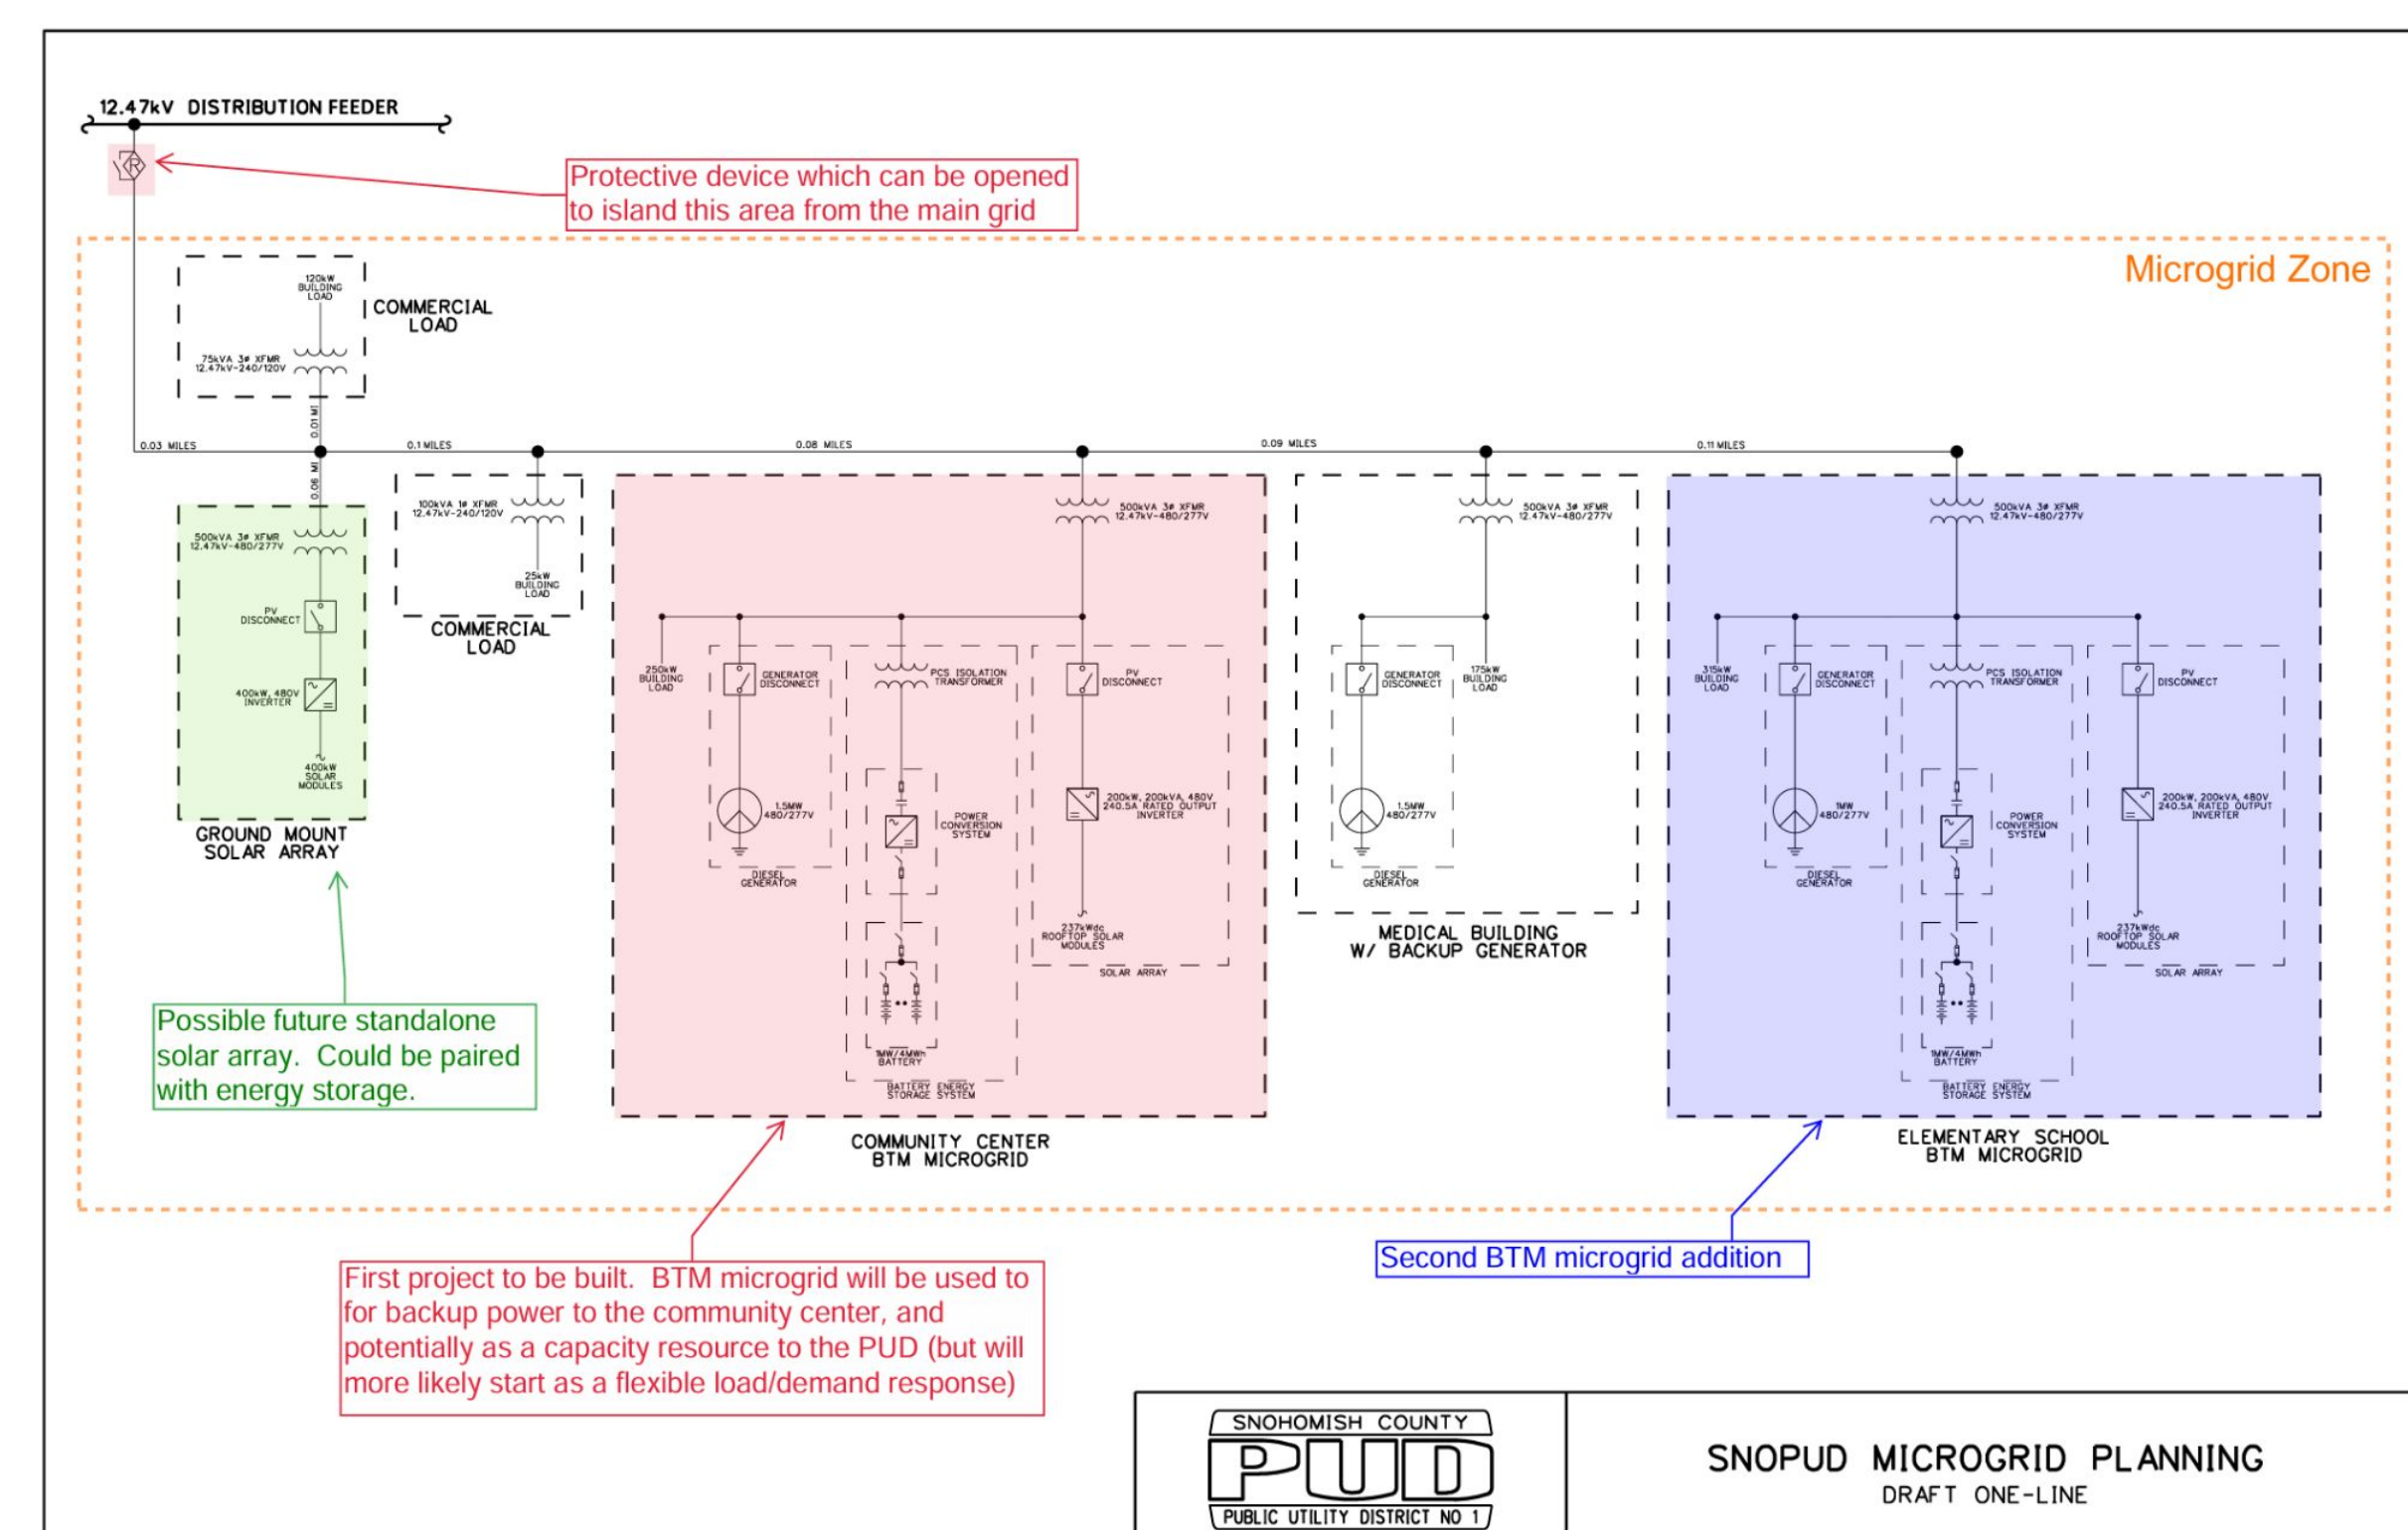 12.47kV DISTRIBUTION FEEDER
R
Protective device which can be opened
to island this area from the main grid
Microgrid Zone
120kW
BUILDING
LOAD
COMMERCIAL
LOAD
75kVA 3ø XFMR
12.47kV-240/120V
0.01 MI
0.03 MILES
0.1 MILES
0.08 MILES
0.09 MILES
0.11 MILES
0.06 MI
500kVA 3ø XFMR
12.47kV-480/277V
PV
DISCONNECT
400kW, 480V
INVERTER
400kW
SOLAR
MODULES
GROUND MOUNT
SOLAR ARRAY
100kVA 1ø XFMR
12.47kV-240/120V
25kW
BUILDING
LOAD
COMMERCIAL
LOAD
500kVA 3ø XFMR
12.47kV-480/277V
250kW
BUILDING
LOAD
GENERATOR
DISCONNECT
PCS ISOLATION
TRANSFORMER
PV
DISCONNECT
1.5MW
480/277V
DIESEL
GENERATOR
POWER
CONVERSION
SYSTEM
200kW, 200kVA, 480V
240.5A RATED OUTPUT
INVERTER
237kWdc
ROOFTOP SOLAR
MODULES
SOLAR ARRAY
1MW/4MWh
BATTERY
BATTERY ENERGY
STORAGE SYSTEM
COMMUNITY CENTER
BTM MICROGRID
500kVA 3ø XFMR
12.47kV-480/277V
GENERATOR
DISCONNECT
175kW
BUILDING
LOAD
1.5MW
480/277V
DIESEL
GENERATOR
MEDICAL BUILDING
W/ BACKUP GENERATOR
500kVA 3ø XFMR
12.47kV-480/277V
315kW
BUILDING
LOAD
GENERATOR
DISCONNECT
PCS ISOLATION
TRANSFORMER
PV
DISCONNECT
1MW
480/277V
DIESEL
GENERATOR
POWER
CONVERSION
SYSTEM
200kW, 200kVA, 480V
240.5A RATED OUTPUT
INVERTER
237kWdc
ROOFTOP SOLAR
MODULES
SOLAR ARRAY
1MW/4MWh
BATTERY
BATTERY ENERGY
STORAGE SYSTEM
ELEMENTARY SCHOOL
BTM MICROGRID
Possible future standalone
solar array. Could be paired
with energy storage.
First project to be built. BTM microgrid will be used to
for backup power to the community center, and
potentially as a capacity resource to the PUD (but will
more likely start as a flexible load/demand response)
Second BTM microgrid addition
SNOHOMISH COUNTY
PUD
PUBLIC UTILITY DISTRICT NO 1
SNOPUD MICROGRID PLANNING
DRAFT ONE-LINE